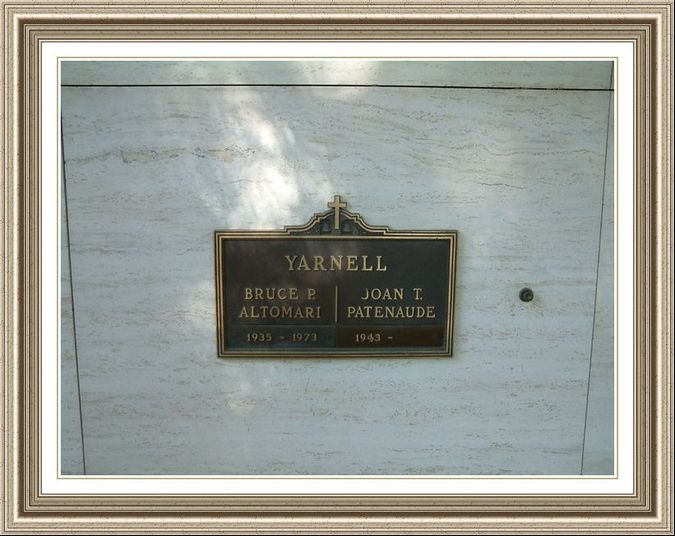 YARNELL
BRUCE P. ALTOMARI
1935 - 1973
JOAN T. PATENAUDE
1943 -